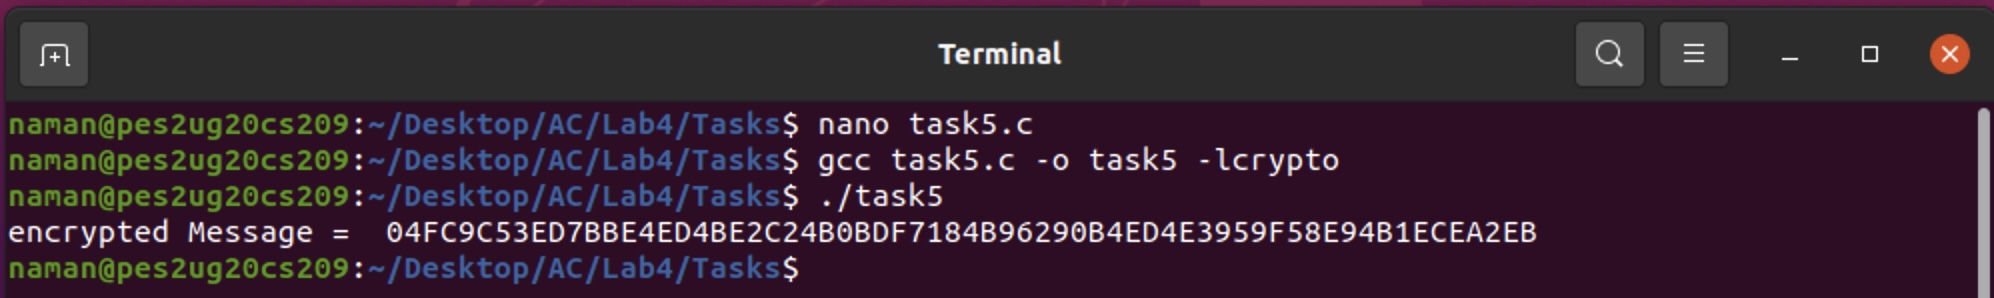 Terminal
naman@pes2ug20cs209:~/Desktop/AC/Lab4/Tasks$ nano task5.c
naman@pes2ug20cs209:~/Desktop/AC/Lab4/Tasks$ gcc task5.c -o task5 -lcrypto
naman@pes2ug20cs209:~/Desktop/AC/Lab4/Tasks$ ./task5
encrypted Message =  04FC9C53ED7BBE4ED4BE2C24B0BDF7184B96290B4ED4E3959F58E94B1ECEA2EB
naman@pes2ug20cs209:~/Desktop/AC/Lab4/Tasks$